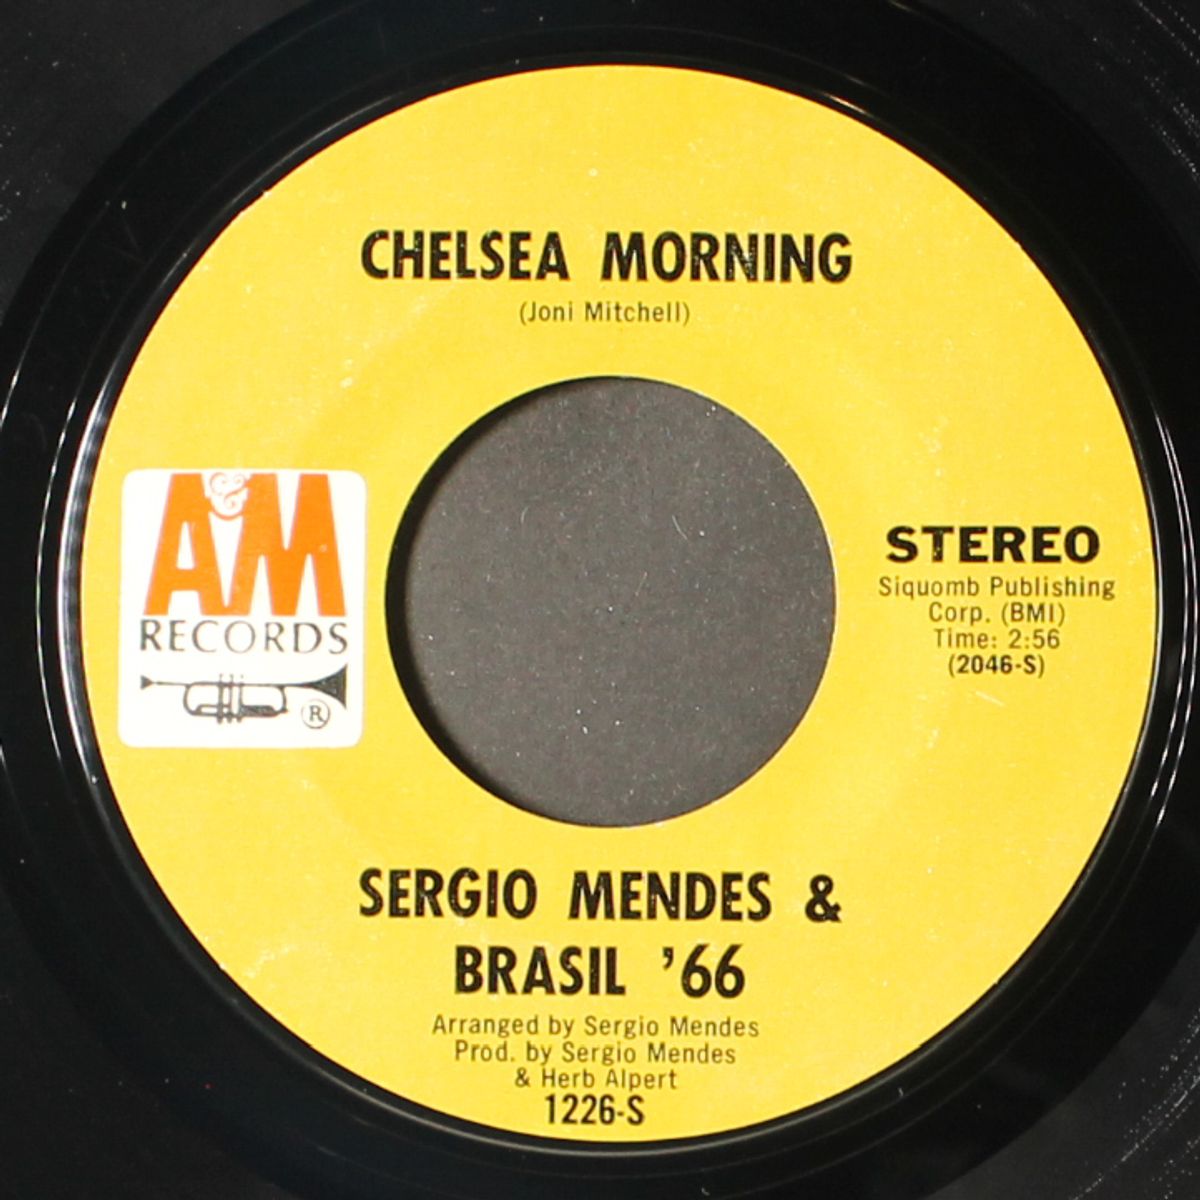 CHELSEA MORNING
(Joni Mitchell)
A&M
RECORDS
®
STEREO
Siquomb Publishing
Corp. (BMI)
Time: 2:56
(2046-S)
SERGIO MENDES &
BRASIL '66
Arranged by Sergio Mendes
Prod. by Sergio Mendes
& Herb Alpert
1226-S